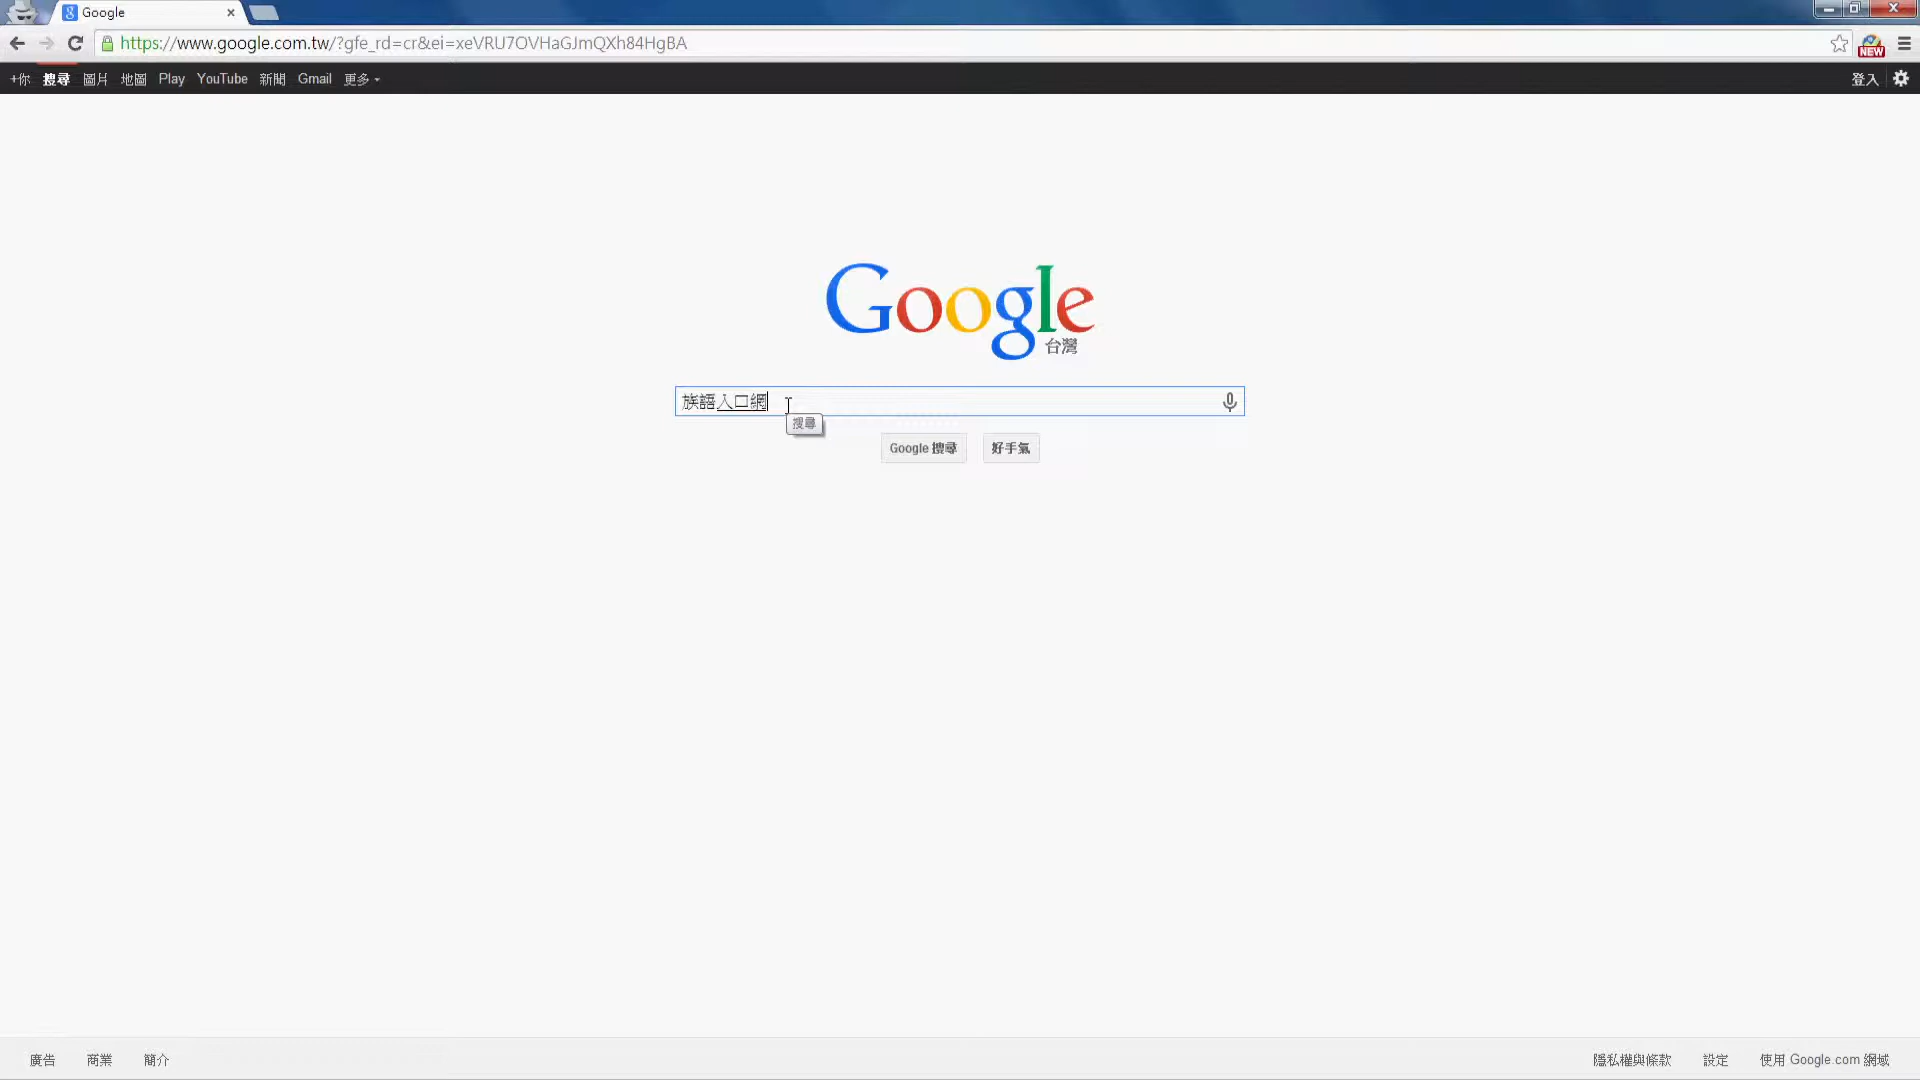 Google
https://www.google.com.tw/?gfe_rd=cr&ei=xeVRU7OVHaGJmQXh84HgBA
NEW
+你 搜尋 圖片 地圖 Play YouTube 新聞 Gmail 更多 登入
Google
台灣
族語入口網
搜尋
Google 搜尋 好手氣
廣告 商業 簡介 隱私權與條款 設定 使用 Google.com 網域